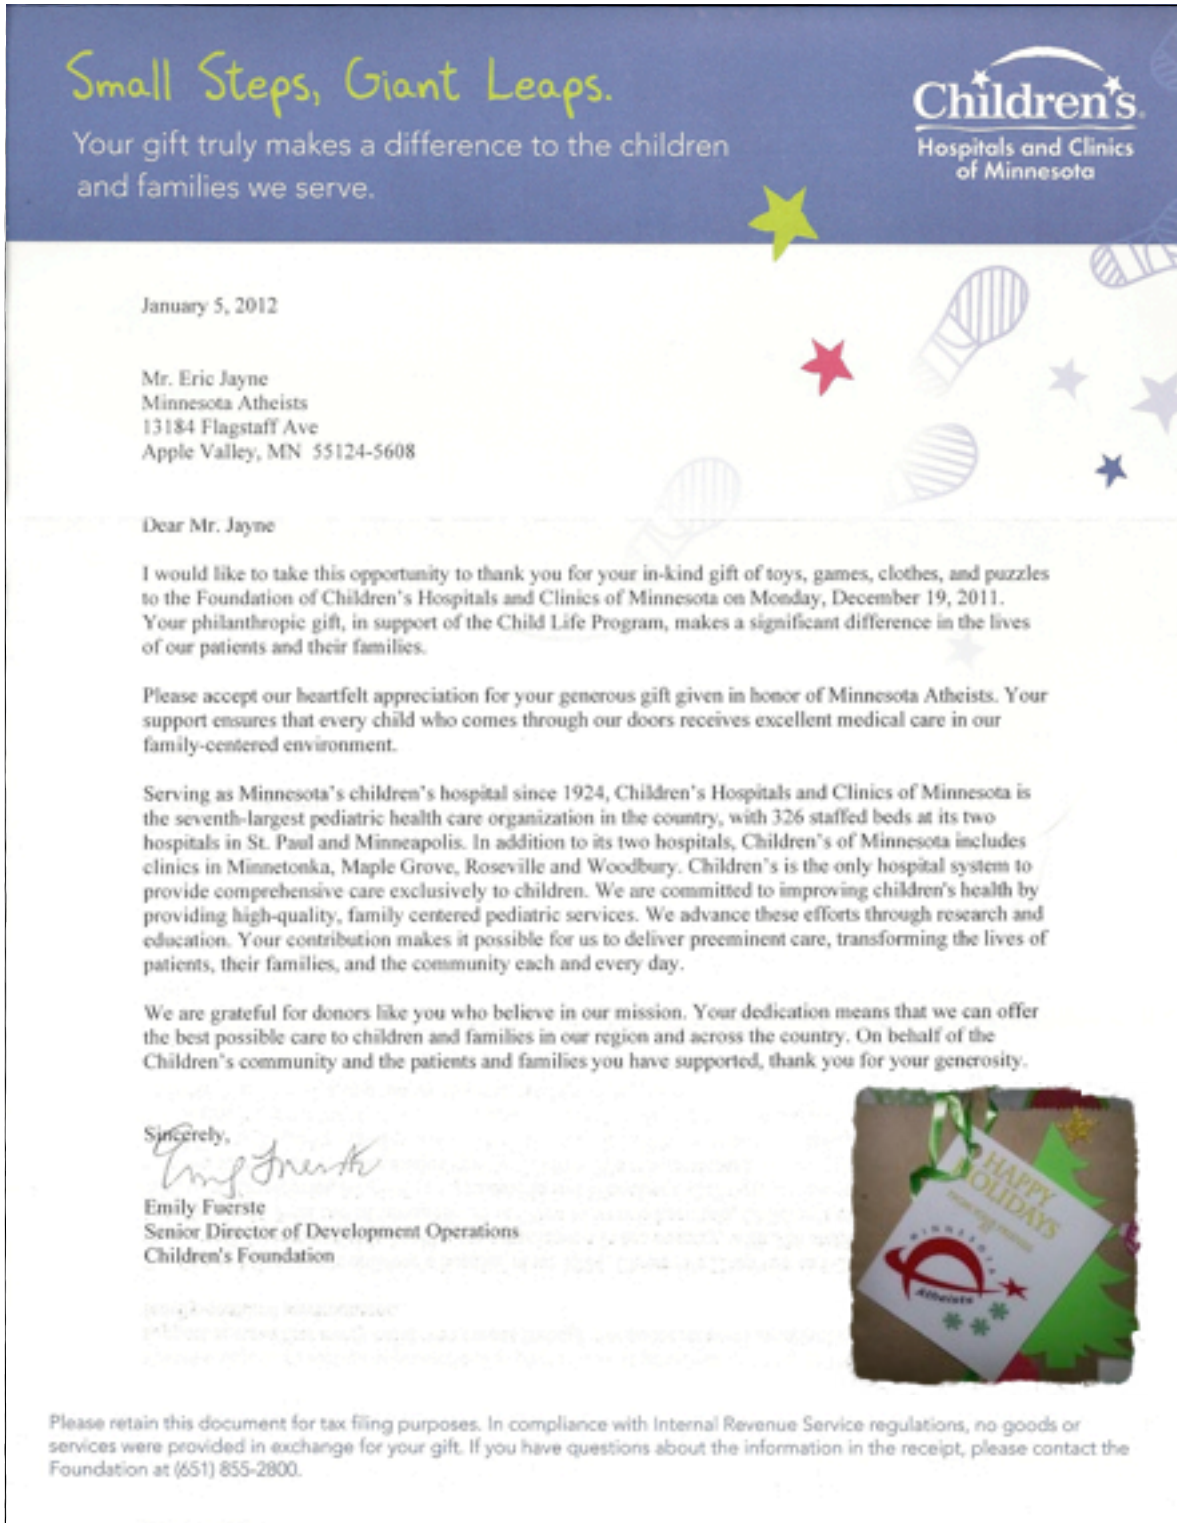 Small Steps, Giant Leaps.
Your gift truly makes a difference to the children
and families we serve.
Children's
Hospitals and Clinics
of Minnesota
January 5, 2012
Mr. Eric Jayne
Minnesota Atheists
13184 Flagstaff Ave
Apple Valley, MN 55124-5608
Dear Mr. Jayne
I would like to take this opportunity to thank you for your in-kind gift of toys, games, clothes, and puzzles
to the Foundation of Children's Hospitals and Clinics of Minnesota on Monday, December 19, 2011.
Your philanthropic gift, in support of the Child Life Program, makes a significant difference in the lives
of our patients and their families.
Please accept our heartfelt appreciation for your generous gift given in honor of Minnesota Atheists. Your
support ensures that every child who comes through our doors receives excellent medical care in our
family-centered environment.
Serving as Minnesota's children's hospital since 1924, Children's Hospitals and Clinics of Minnesota is
the seventh-largest pediatric health care organization in the country, with 326 staffed beds at its two
hospitals in St. Paul and Minneapolis. In addition to its two hospitals, Children's of Minnesota includes
clinics in Minnetonka, Maple Grove, Roseville and Woodbury. Children's is the only hospital system to
provide comprehensive care exclusively to children. We are committed to improving children's health by
providing high-quality, family centered pediatric services. We advance these efforts through research and
education. Your contribution makes it possible for us to deliver preeminent care, transforming the lives of
patients, their families, and the community each and every day.
We are grateful for donors like you who believe in our mission. Your dedication means that we can offer
the best possible care to children and families in our region and across the country. On behalf of the
Children's community and the patients and families you have supported, thank you for your generosity.
Sincerely,
Emily Fuerste
Emily Fuerste
Senior Director of Development Operations
Children's Foundation
HAPPY
HOLIDAYS
MINNESOTA
Atheists
Please retain this document for tax filing purposes. In compliance with Internal Revenue Service regulations, no goods or
services were provided in exchange for your gift. If you have questions about the information in the receipt, please contact the
Foundation at (651) 855-2800.